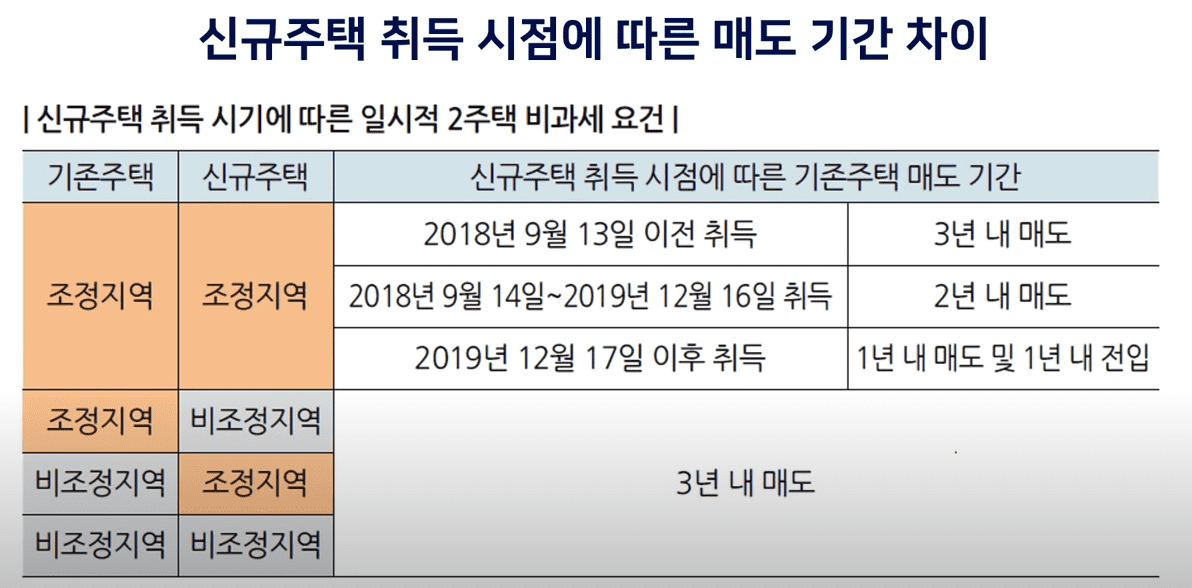 신규주택 취득 시점에 따른 매도 기간 차이
| 신규주택 취득 시기에 따른 일시적 2주택 비과세 요건 |
기존주택 신규주택 신규주택 취득 시점에 따른 기존주택 매도 기간
조정지역 조정지역 2018년 9월 13일 이전 취득 3년 내 매도
2018년 9월 14일~2019년 12월 16일 취득 2년 내 매도
2019년 12월 17일 이후 취득 1년 내 매도 및 1년 내 전입
조정지역 비조정지역
비조정지역 조정지역 3년 내 매도
비조정지역 비조정지역